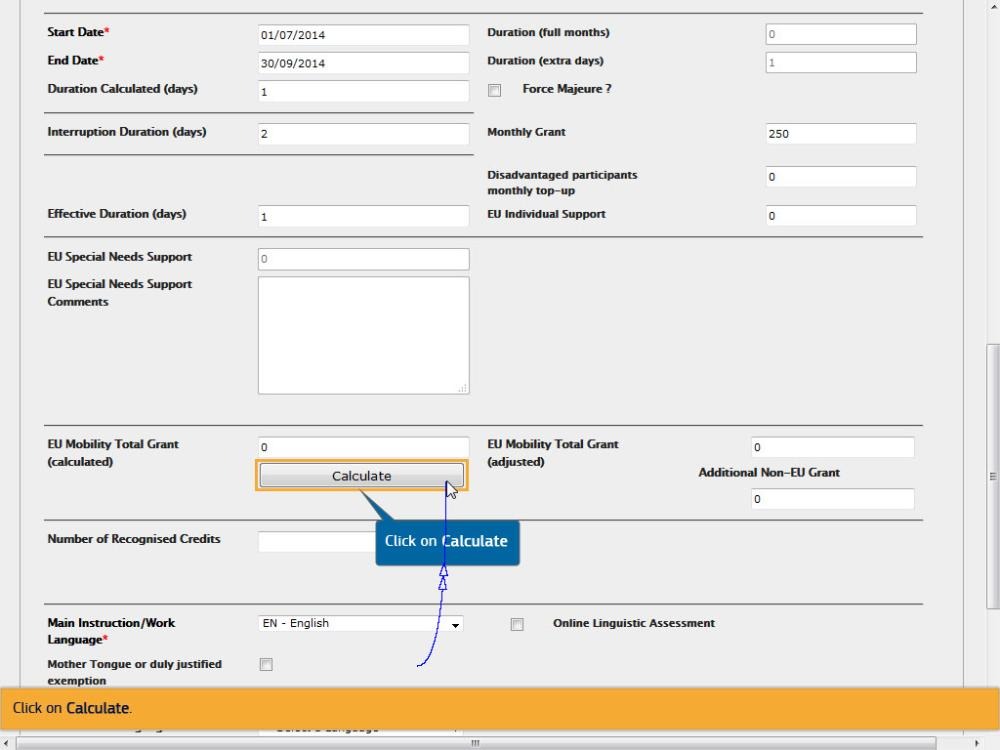 Start Date* 01/07/2014 Duration (full months) 0
End Date* 30/09/2014 Duration (extra days) 1
Duration Calculated (days) 1 Force Majeure ?
Interruption Duration (days) 2 Monthly Grant 250
Disadvantaged participants 0
monthly top-up
Effective Duration (days) 1 EU Individual Support 0
EU Special Needs Support 0
EU Special Needs Support
Comments
EU Mobility Total Grant 0 EU Mobility Total Grant 0
(calculated) (adjusted)
Calculate Additional Non-EU Grant
0
Number of Recognised Credits Click on Calculate
Main Instruction/Work EN - English Online Linguistic Assessment
Language*
Mother Tongue or duly justified
exemption
Click on Calculate.